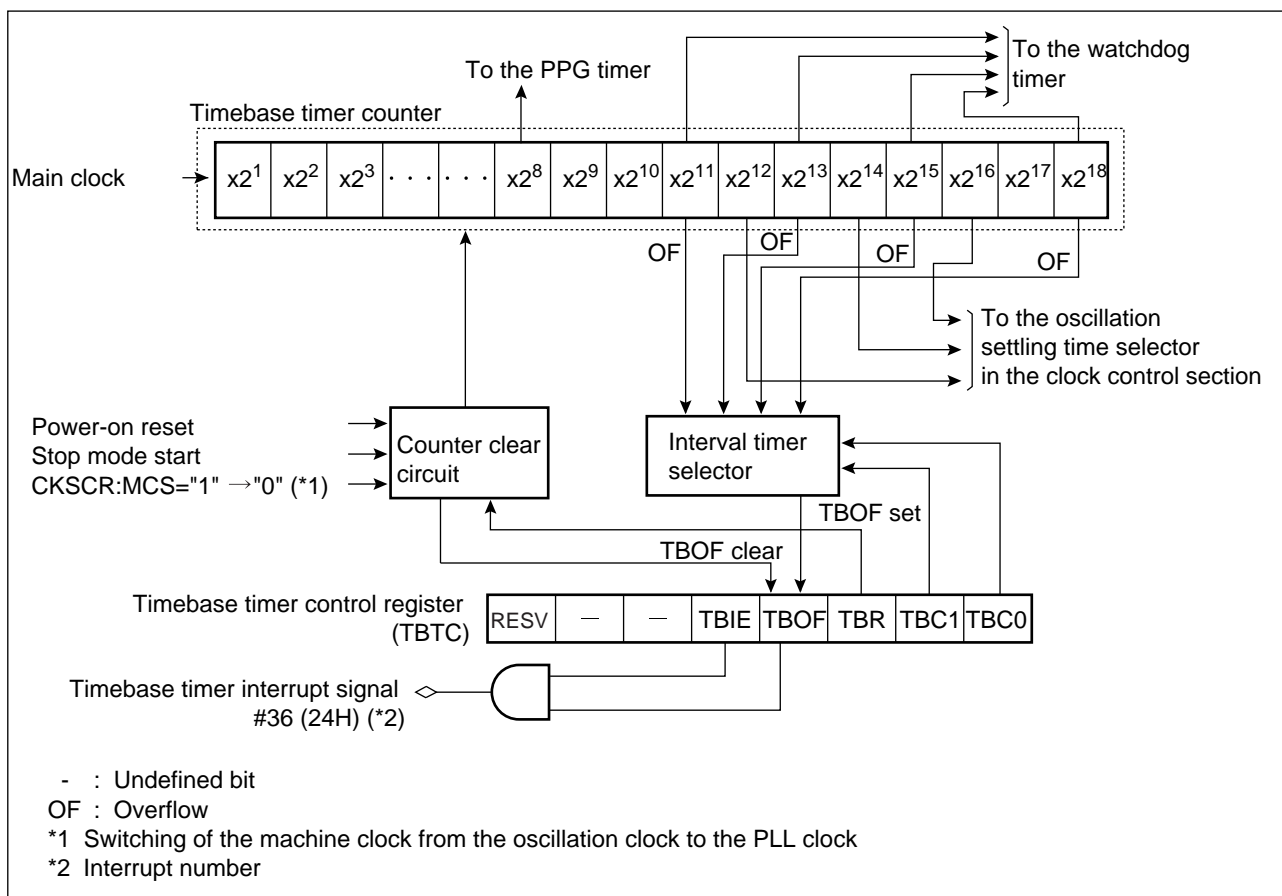 To the watchdog
timer
To the PPG timer
Timebase timer counter
Main clock
x2¹ x2² x2³ · · · · · · x2⁸ x2⁹ x2¹⁰ x2¹¹ x2¹² x2¹³ x2¹⁴ x2¹⁵ x2¹⁶ x2¹⁷ x2¹⁸
OF OF OF OF
To the oscillation
settling time selector
in the clock control section
Power-on reset
Stop mode start
CKSCR:MCS="1" →"0" (*1)
Counter clear
circuit
Interval timer
selector
TBOF set
TBOF clear
Timebase timer control register
(TBTC)
RESV — — TBIE TBOF TBR TBC1 TBC0
Timebase timer interrupt signal
#36 (24H) (*2)
- : Undefined bit
OF : Overflow
*1 Switching of the machine clock from the oscillation clock to the PLL clock
*2 Interrupt number